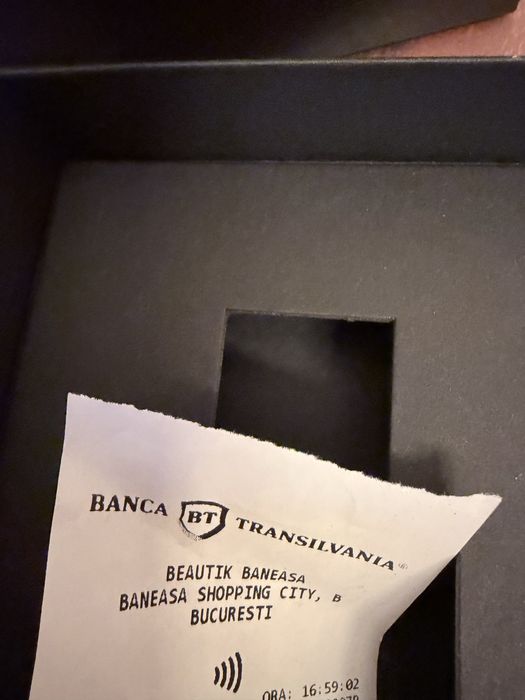 BANCA BT TRANSILVANIA®
BEAUTIK BANEASA
BANEASA SHOPPING CITY, B
BUCURESTI
ORA: 16:59:02